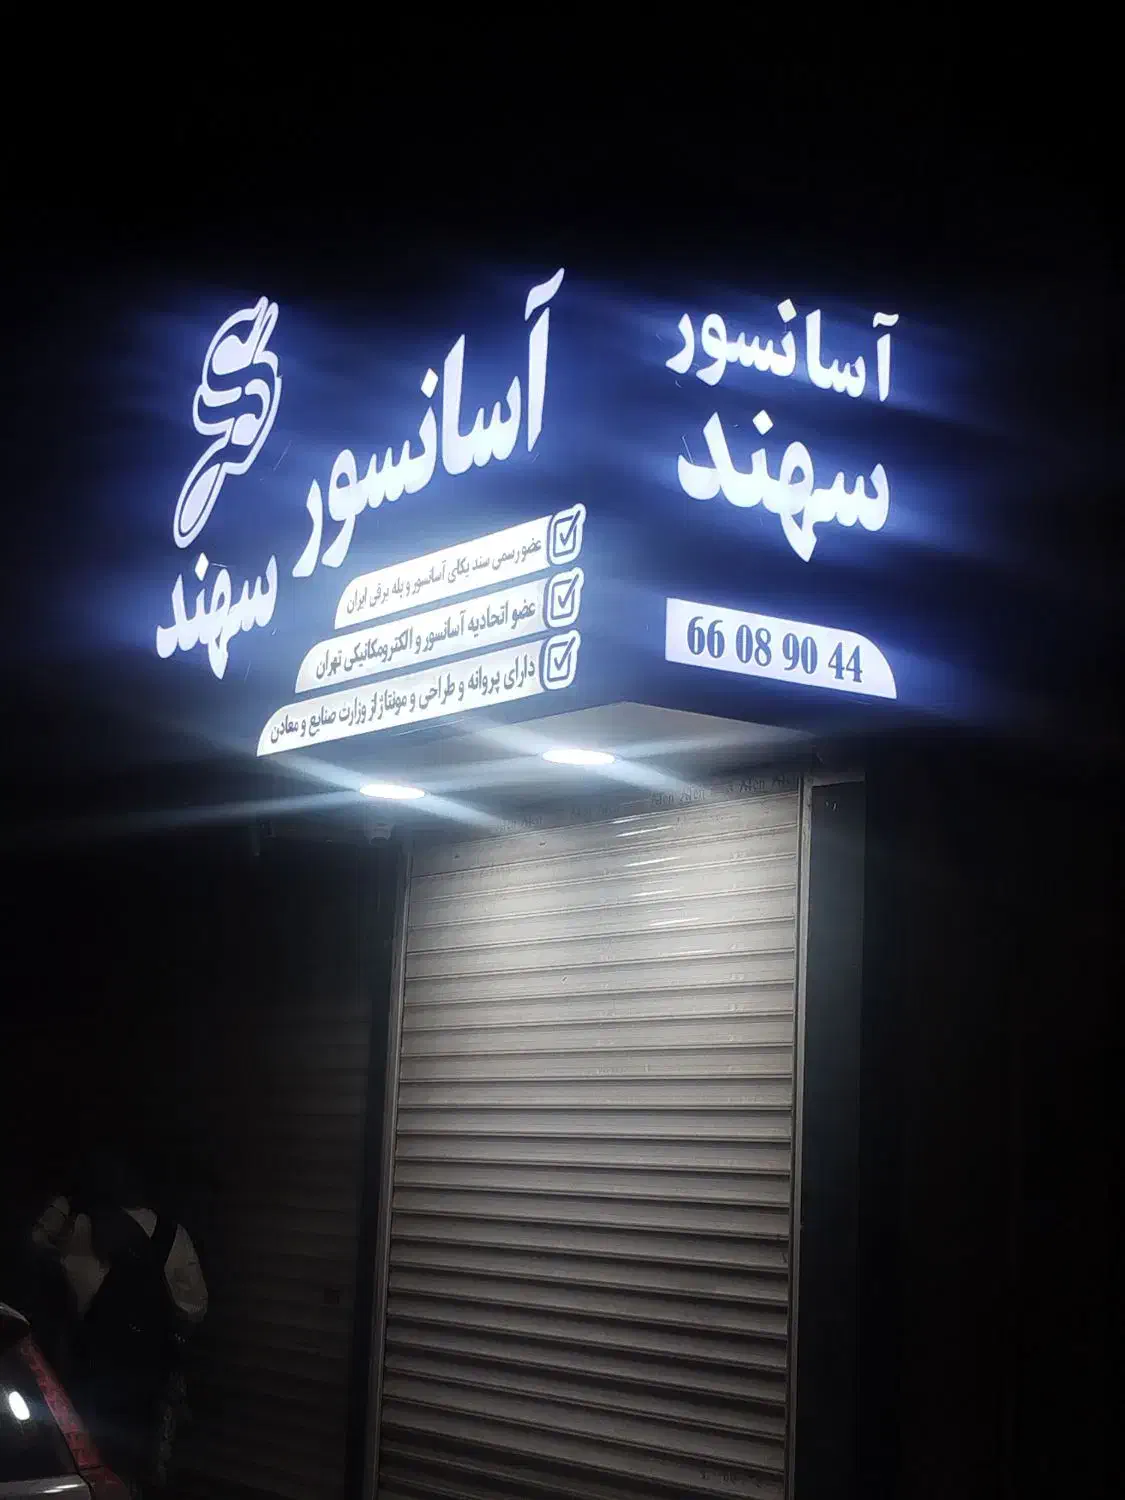 آسانسور
سهند
عضو رسمی سندیکای آسانسور و پله برقی ایران
عضو اتحادیه آسانسور و الکترومکانیکی تهران
دارای پروانه و طراحی و مونتاژ از وزارت صنایع و معادن
آسانسور
سهند
66 08 90 44